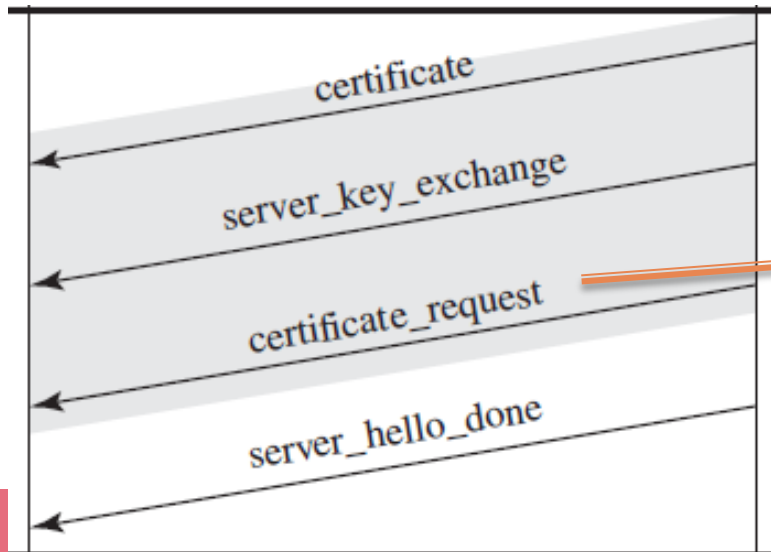 certificate
server_key_exchange
certificate_request
server_hello_done